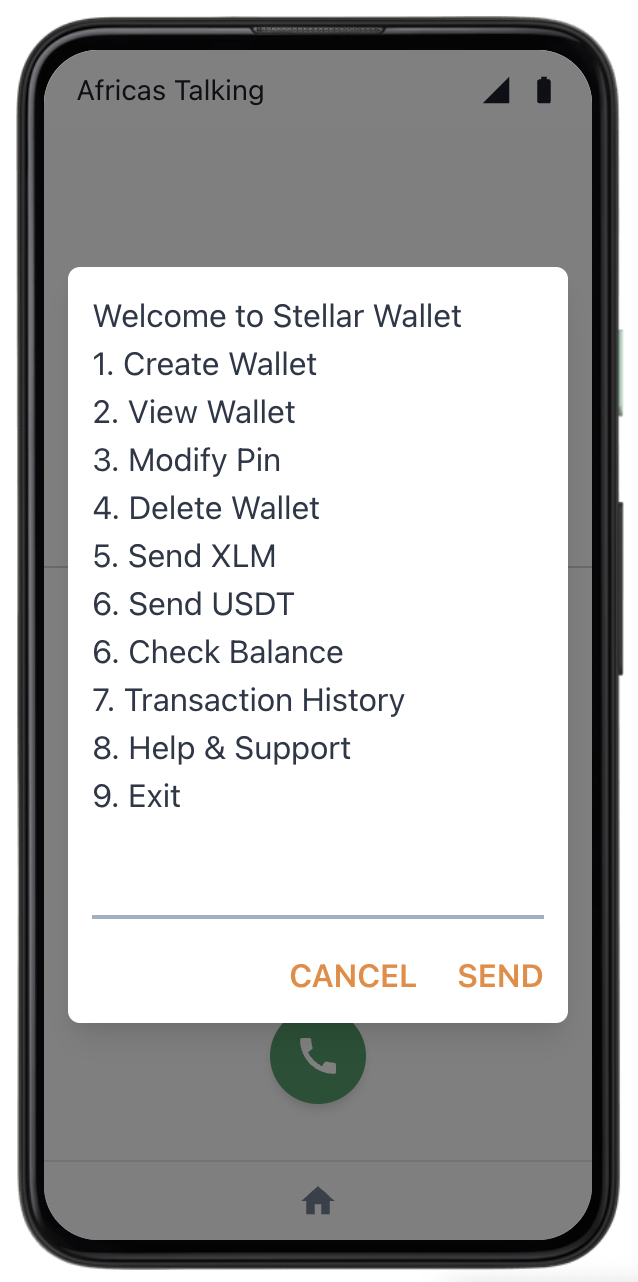 Africas Talking
Welcome to Stellar Wallet
1. Create Wallet
2. View Wallet
3. Modify Pin
4. Delete Wallet
5. Send XLM
6. Send USDT
6. Check Balance
7. Transaction History
8. Help & Support
9. Exit
CANCEL SEND